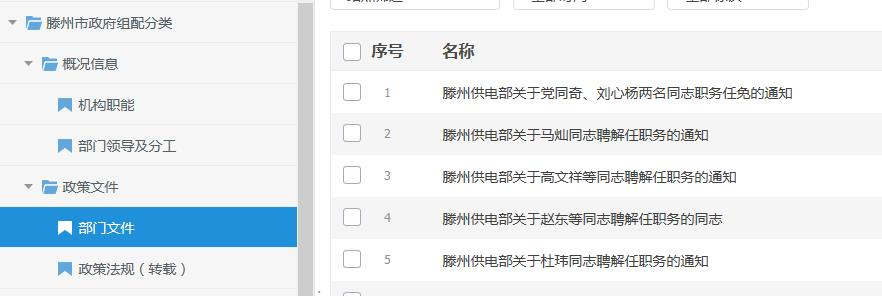 滕州市政府组配分类
概况信息
机构职能
部门领导及分工
政策文件
部门文件
政策法规（转载）
序号 名称
1 滕州供电部关于党同奇、刘心杨两名同志职务任免的通知
2 滕州供电部关于马灿同志聘解任职务的通知
3 滕州供电部关于高文祥等同志聘解任职务的通知
4 滕州供电部关于赵东等同志聘解任职务的同志
5 滕州供电部关于杜玮同志聘解任职务的通知